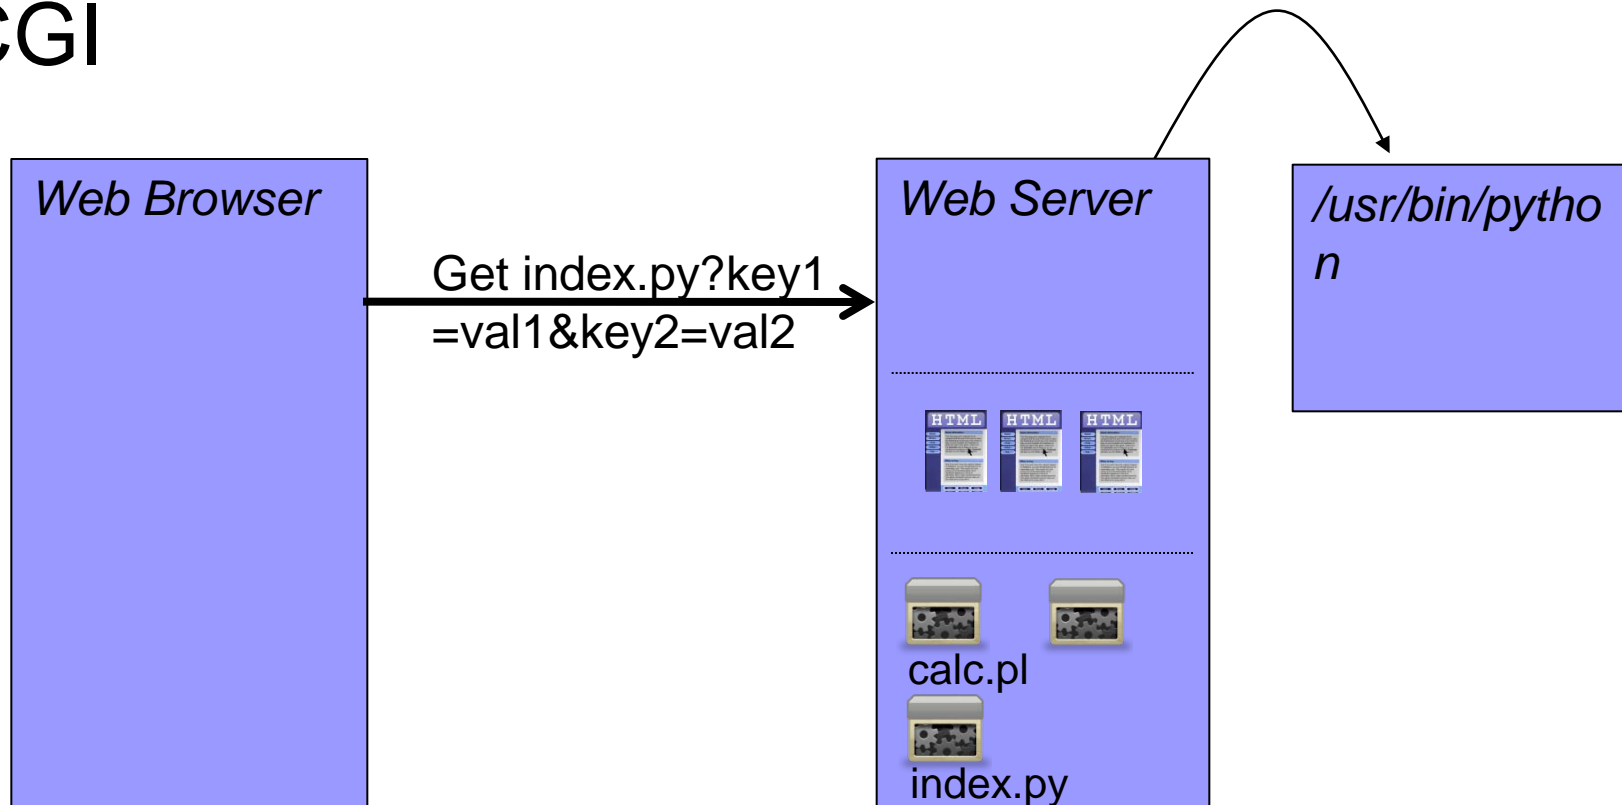 CGI
Web Browser
Get index.py?key1
=val1&key2=val2
Web Server
/usr/bin/pytho
n
HTML HTML HTML
calc.pl
index.py